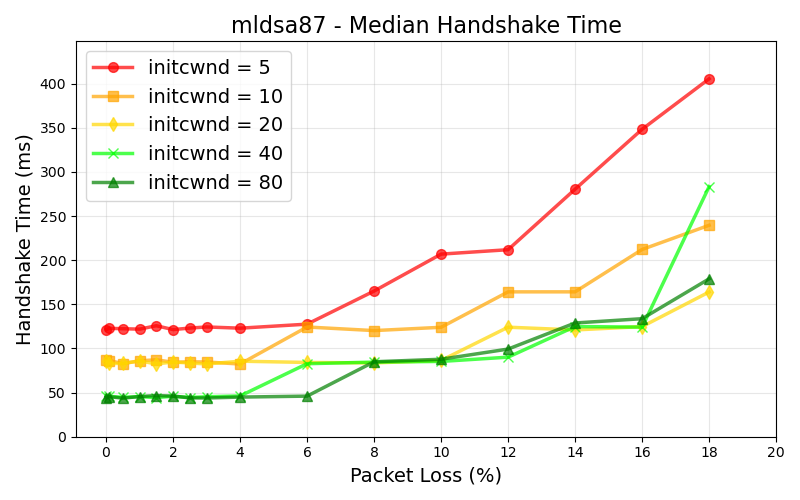 mldsa87 - Median Handshake Time
initcwnd = 5
initcwnd = 10
initcwnd = 20
initcwnd = 40
initcwnd = 80
Handshake Time (ms)
400
350
300
250
200
150
100
50
0
0 2 4 6 8 10 12 14 16 18 20
Packet Loss (%)